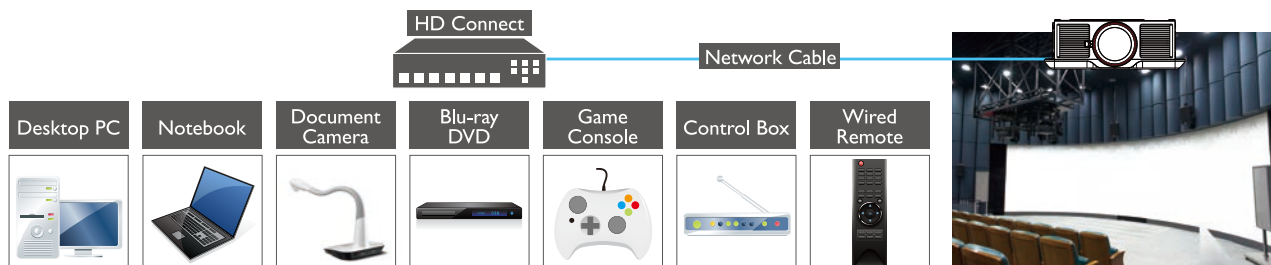 HD Connect
Network Cable
Desktop PC
Notebook
Document
Camera
Blu-ray
DVD
Game
Console
Control Box
Wired
Remote